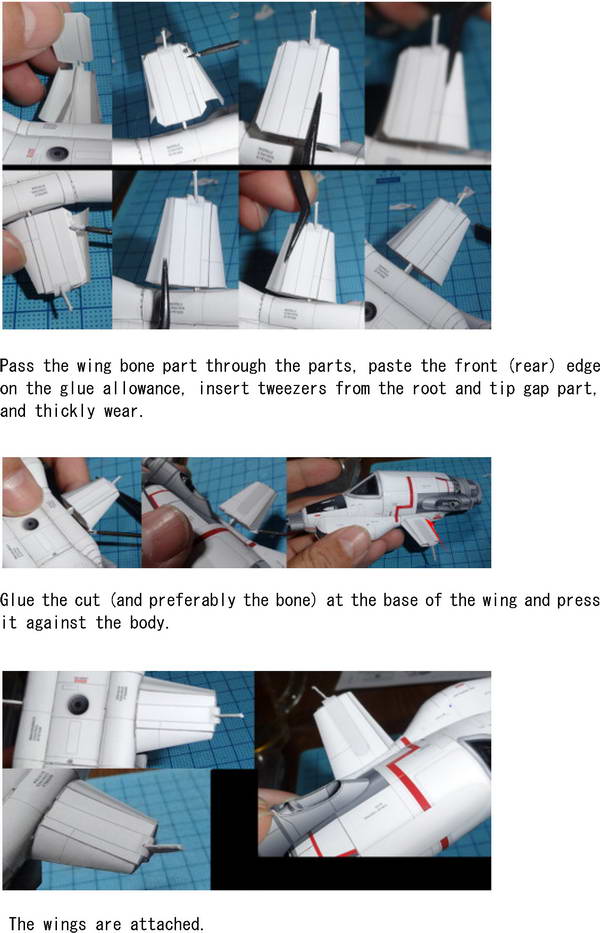 Pass the wing bone part through the parts, paste the front (rear) edge
on the glue allowance, insert tweezers from the root and tip gap part,
and thickly wear.
Glue the cut (and preferably the bone) at the base of the wing and press
it against the body.
The wings are attached.